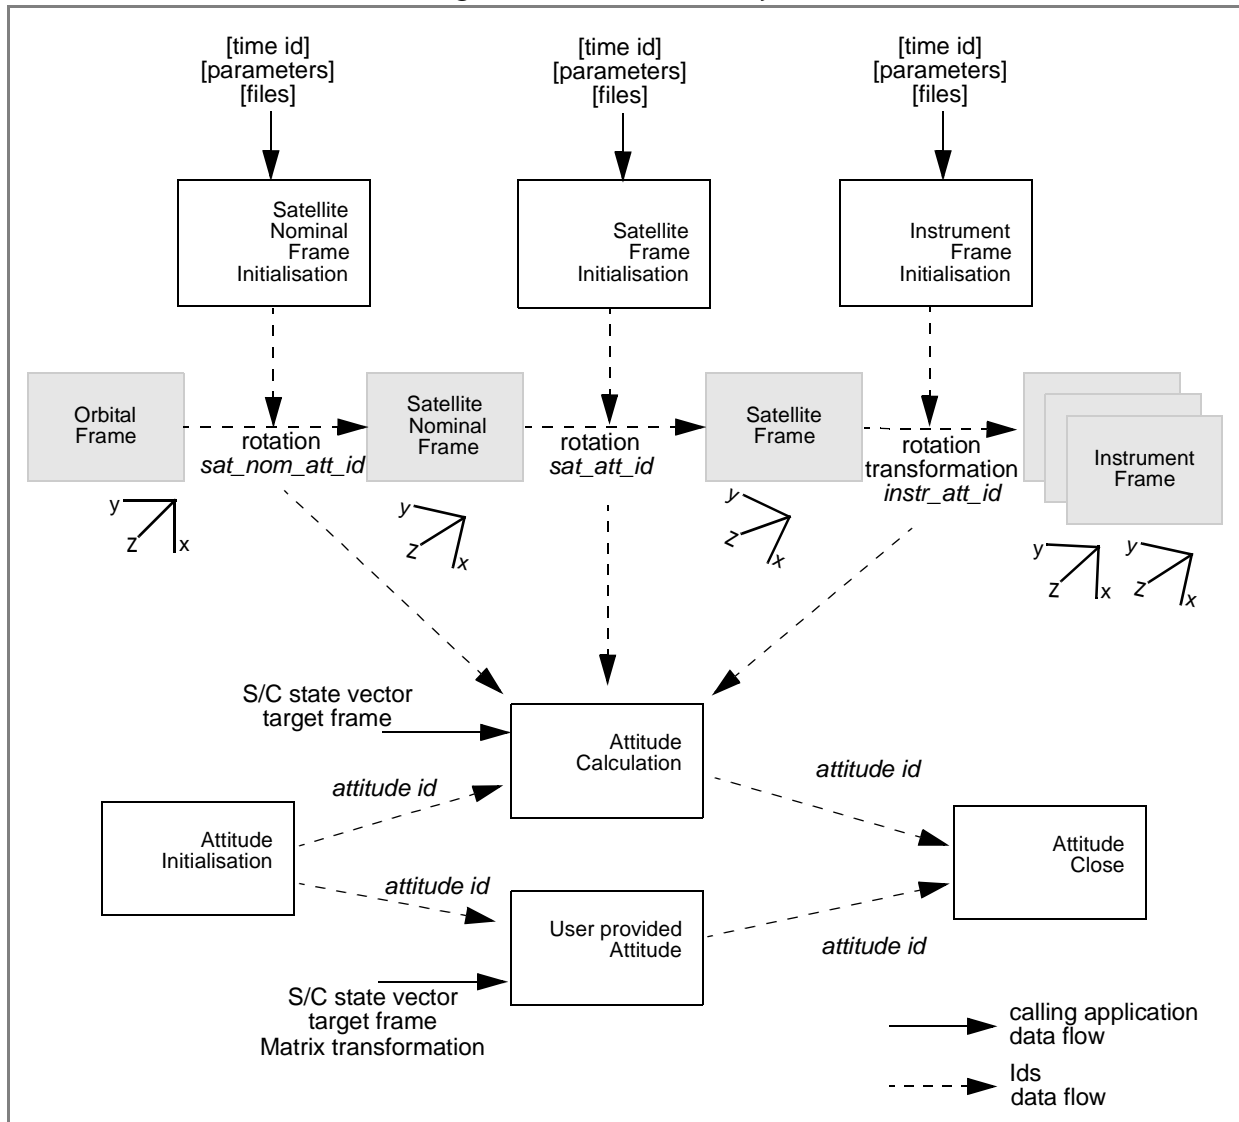 [time id]
[parameters]
[files]
[time id]
[parameters]
[files]
[time id]
[parameters]
[files]
Satellite
Nominal
Frame
Initialisation
Satellite
Frame
Initialisation
Instrument
Frame
Initialisation
Orbital
Frame
rotation
sat_nom_att_id
Satellite
Nominal
Frame
rotation
sat_att_id
Satellite
Frame
rotation
transformation
instr_att_id
Instrument
Frame
y
z
x
y
z
x
y
z
x
y
z
x
y
z
x
S/C state vector
target frame
Attitude
Calculation
attitude id
attitude id
Attitude
Initialisation
Attitude
Close
attitude id
User provided
Attitude
attitude id
S/C state vector
target frame
Matrix transformation
calling application
data flow
Ids
data flow